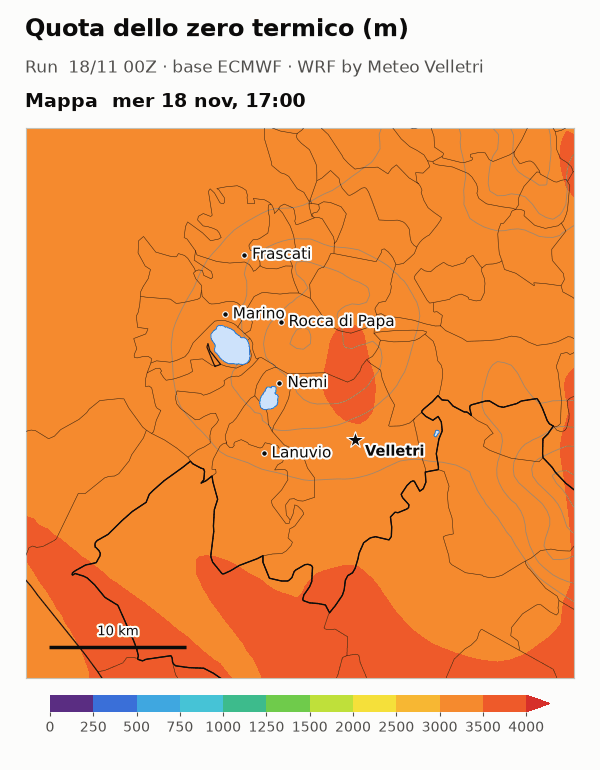 Quota dello zero termico (m)
Run  18/11 00Z · base ECMWF · WRF by Meteo Velletri
Mappa  mer 18 nov, 17:00
Frascati
Marino
Rocca di Papa
Nemi
Velletri
Lanuvio
10 km
0 250 500 750 1000 1250 1500 1750 2000 2500 3000 3500 4000